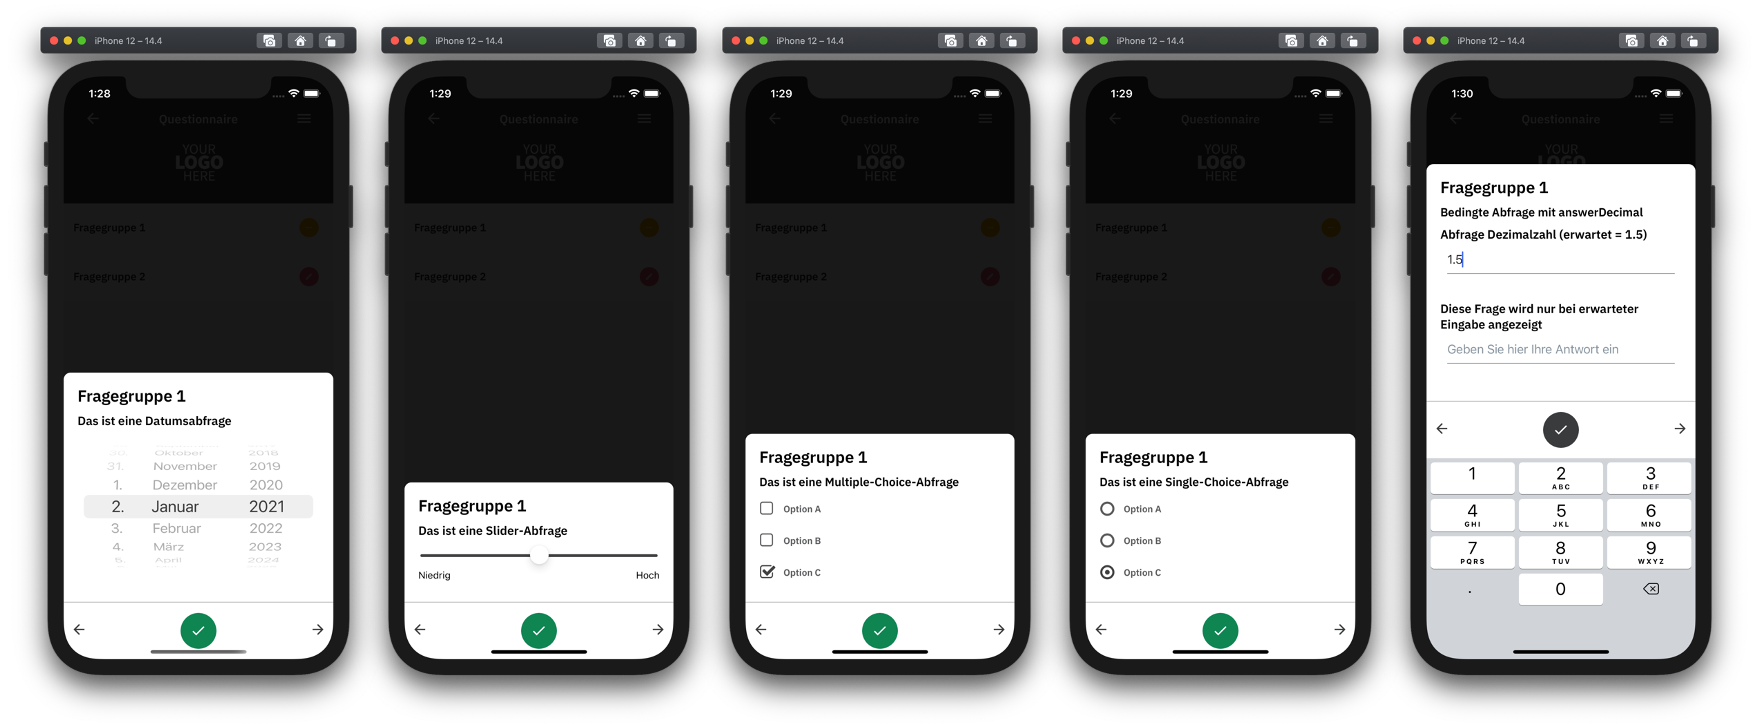 iPhone 12 – 14.4
1:28
Questionnaire
YOUR
LOGO
HERE
Fragegruppe 1
Fragegruppe 2
Fragegruppe 1
Das ist eine Datumsabfrage
30. Oktober 2018
31. November 2019
1. Dezember 2020
2. Januar 2021
3. Februar 2022
4. März 2023
5. April 2024
iPhone 12 – 14.4
1:29
Questionnaire
YOUR
LOGO
HERE
Fragegruppe 1
Fragegruppe 2
Fragegruppe 1
Das ist eine Slider-Abfrage
Niedrig Hoch
iPhone 12 – 14.4
1:29
Questionnaire
YOUR
LOGO
HERE
Fragegruppe 1
Fragegruppe 2
Fragegruppe 1
Das ist eine Multiple-Choice-Abfrage
Option A
Option B
Option C
iPhone 12 – 14.4
1:29
Questionnaire
YOUR
LOGO
HERE
Fragegruppe 1
Fragegruppe 2
Fragegruppe 1
Das ist eine Single-Choice-Abfrage
Option A
Option B
Option C
iPhone 12 – 14.4
1:30
Questionnaire
YOUR
LOGO
Fragegruppe 1
Bedingte Abfrage mit answerDecimal
Abfrage Dezimalzahl (erwartet = 1.5)
1.5
Diese Frage wird nur bei erwarteter
Eingabe angezeigt
Geben Sie hier Ihre Antwort ein
1 2 3
ABC DEF
4 5 6
GHI JKL MNO
7 8 9
PQRS TUV WXYZ
. 0